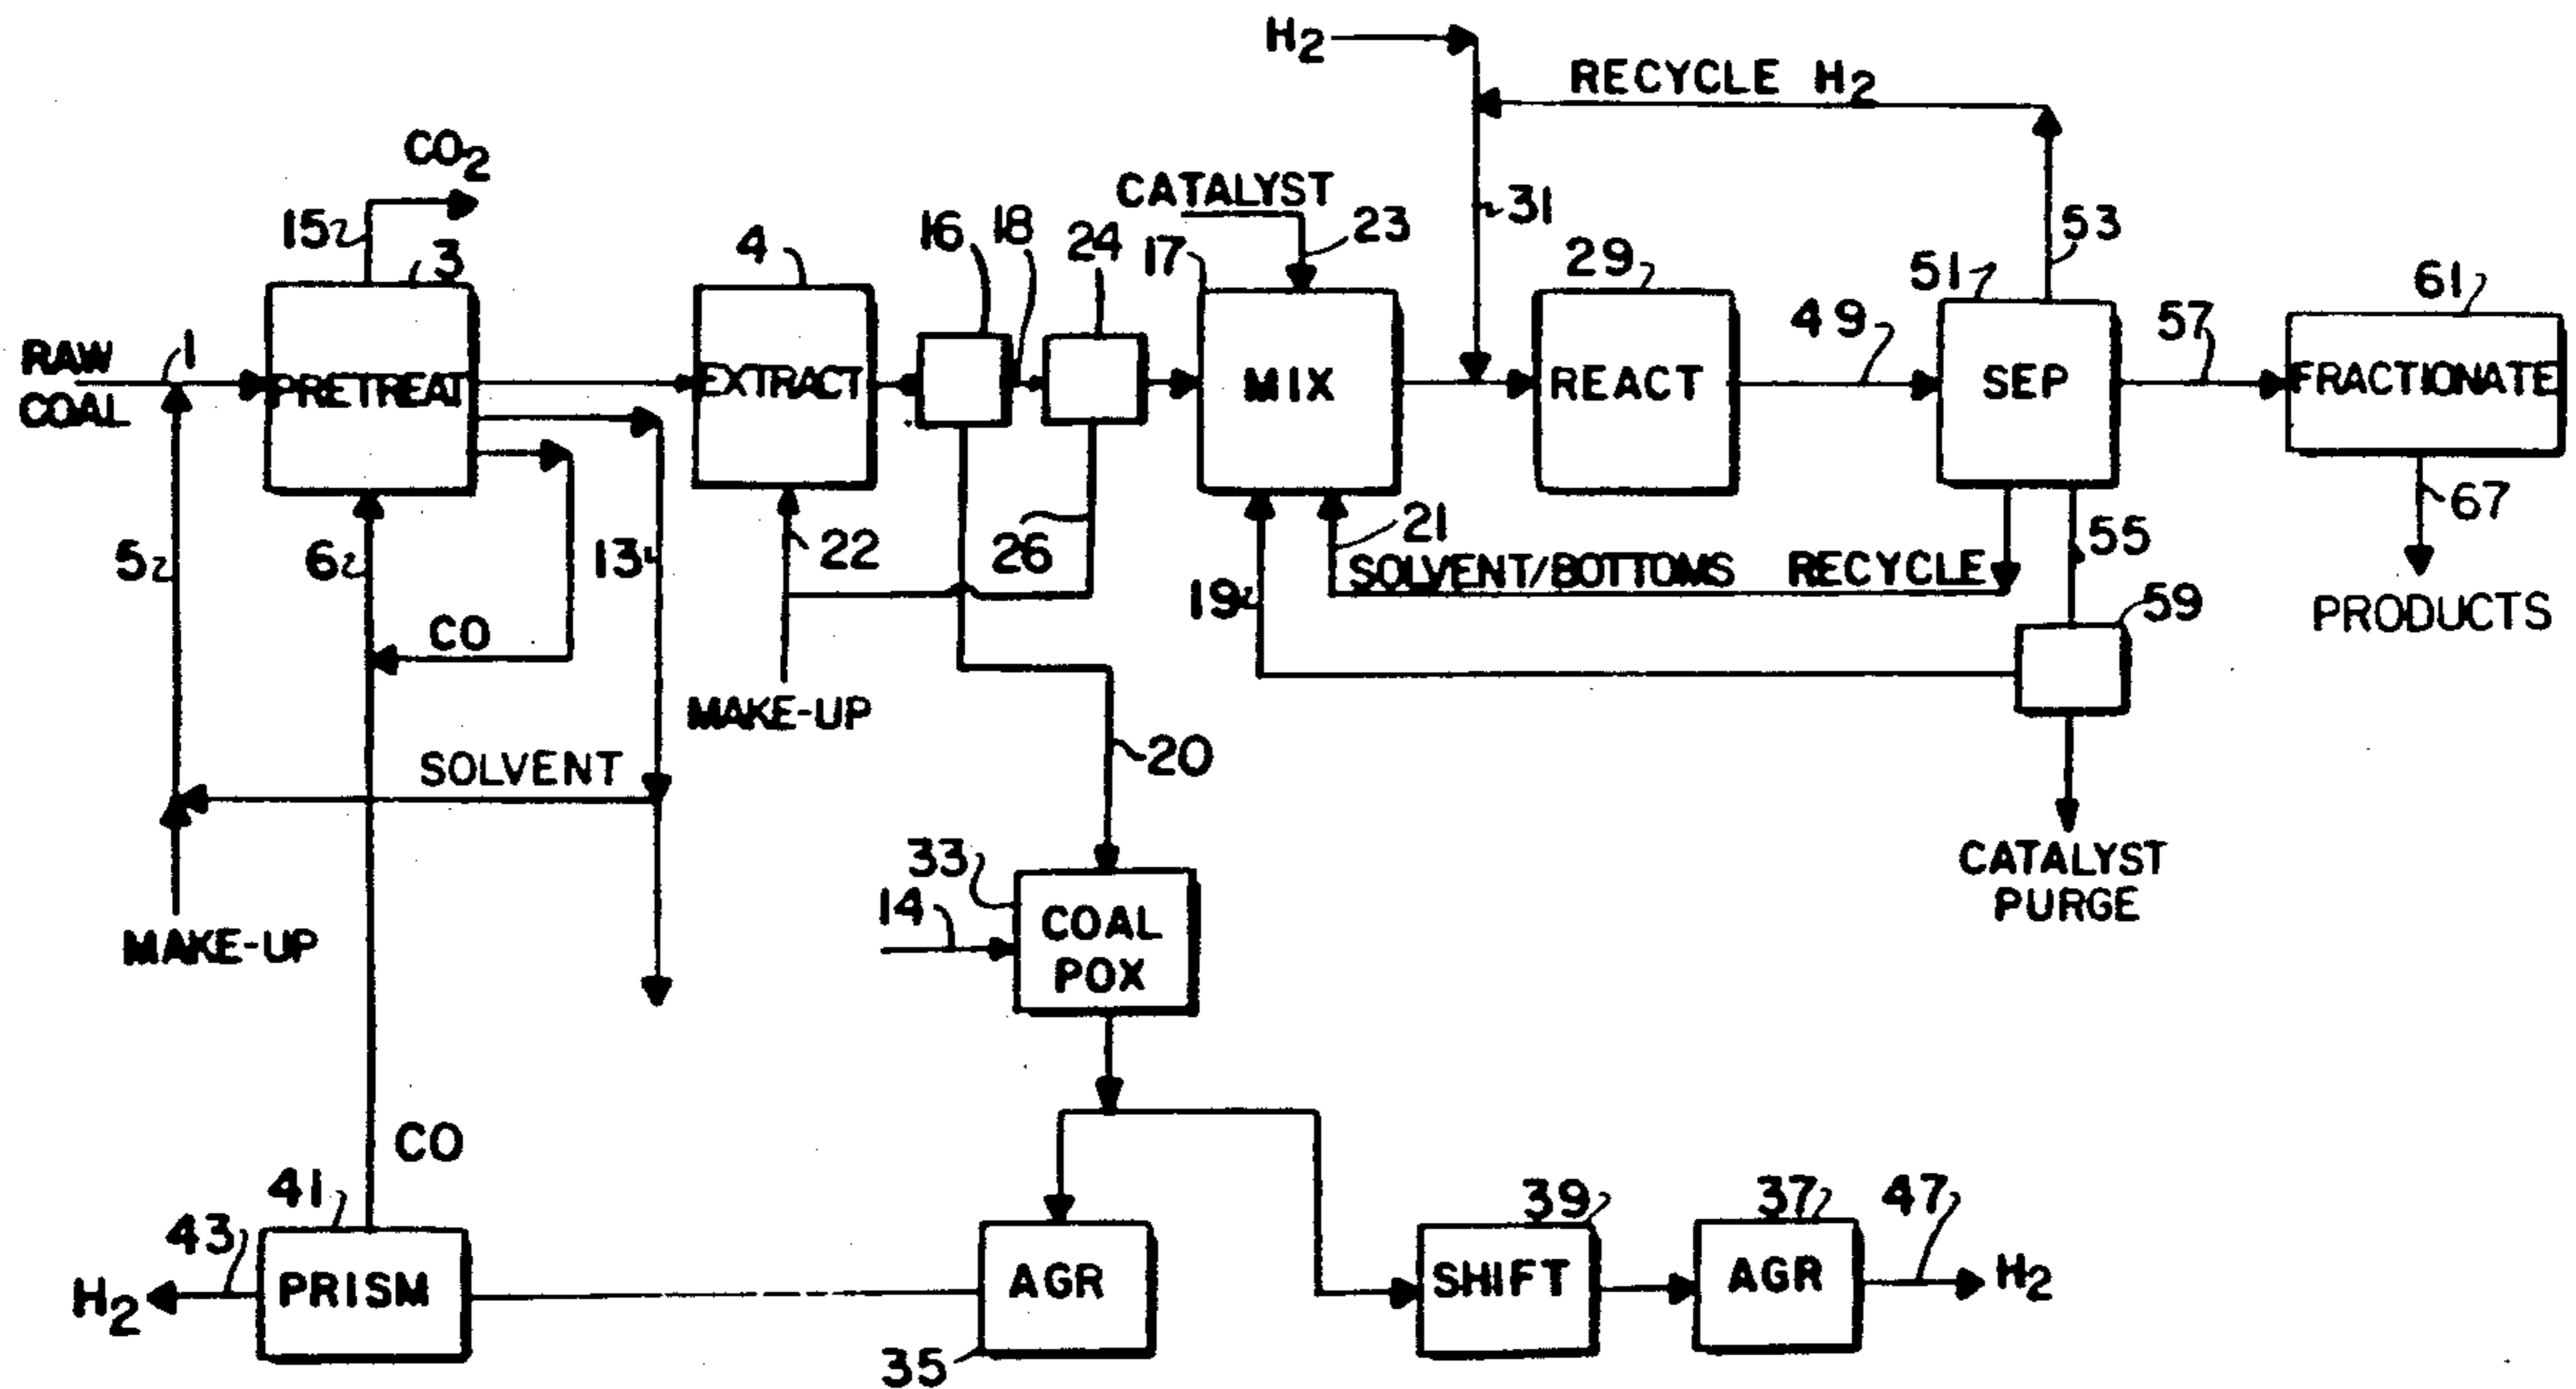 H2
RECYCLE H2
CO2
CATALYST
31
53
15
3
4
16
18
24
17
23
29
51
61
RAW
COAL
1
PRETREAT
EXTRACT
MIX
REACT
49
SEP
57
FRACTIONATE
5
6
13
22
26
21
SOLVENT/BOTTOMS RECYCLE
19
55
67
59
PRODUCTS
CO
MAKE-UP
SOLVENT
20
CATALYST
PURGE
33
14
COAL
POX
MAKE-UP
CO
41
43
H2
PRISM
AGR
35
39
SHIFT
37
AGR
47
H2